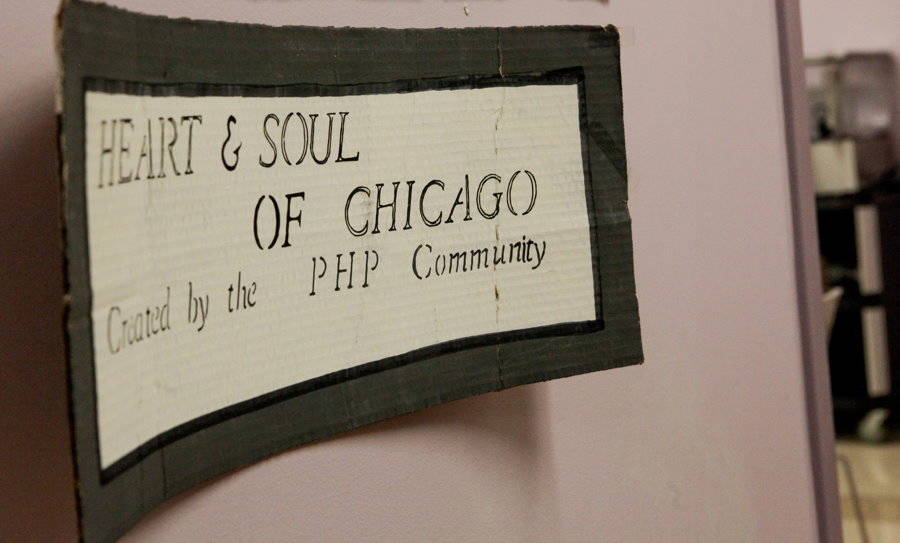 HEART & SOUL
OF CHICAGO
Created by the PHP Community